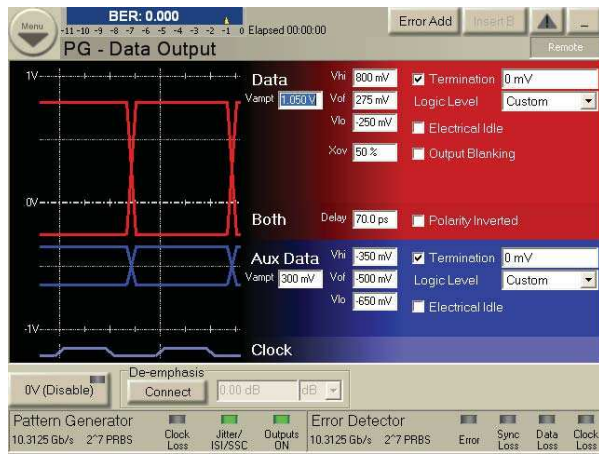 Menu
BER: 0.000
-11 -10 -9 -8 -7 -6 -5 -4 -3 -2 -1 0 Elapsed 00:00:00
Error Add
Insert B
PG - Data Output
Remote
1V
0V
-1V
Data
Vampt 1.050 V
Vhi 800 mV
Vof 275 mV
Vlo -250 mV
Xov 50 %
Termination 0 mV
Logic Level Custom
Electrical Idle
Output Blanking
Both
Delay 70.0 ps
Polarity Inverted
Aux Data
Vampt 300 mV
Vhi -350 mV
Vof -500 mV
Vlo -650 mV
Termination 0 mV
Logic Level Custom
Electrical Idle
Clock
0V (Disable)
De-emphasis
Connect
0.00 dB
dB
Pattern Generator
10.3125 Gb/s 2^7 PRBS
Clock Loss
Jitter/ ISI/SSC
Outputs ON
Error Detector
10.3125 Gb/s 2^7 PRBS
Error
Sync Loss
Data Loss
Clock Loss